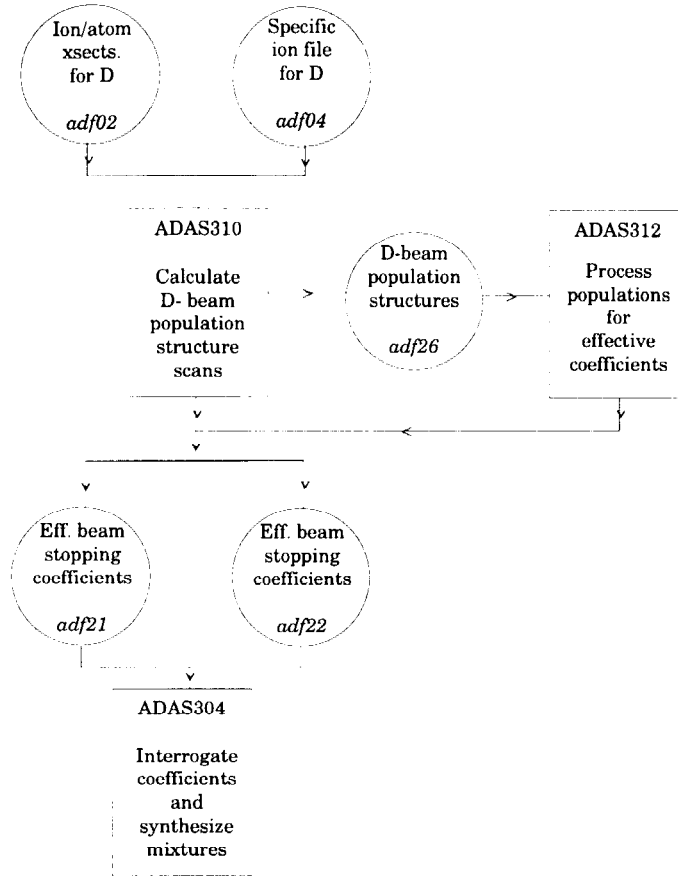 Ion/atom
xsects.
for D
adf02
Specific
ion file
for D
adf04
ADAS310
Calculate
D- beam
population
structure
scans
D-beam
population
structures
adf26
ADAS312
Process
populations
for
effective
coefficients
Eff. beam
stopping
coefficients
adf21
Eff. beam
stopping
coefficients
adf22
ADAS304
Interrogate
coefficients
and
synthesize
mixtures